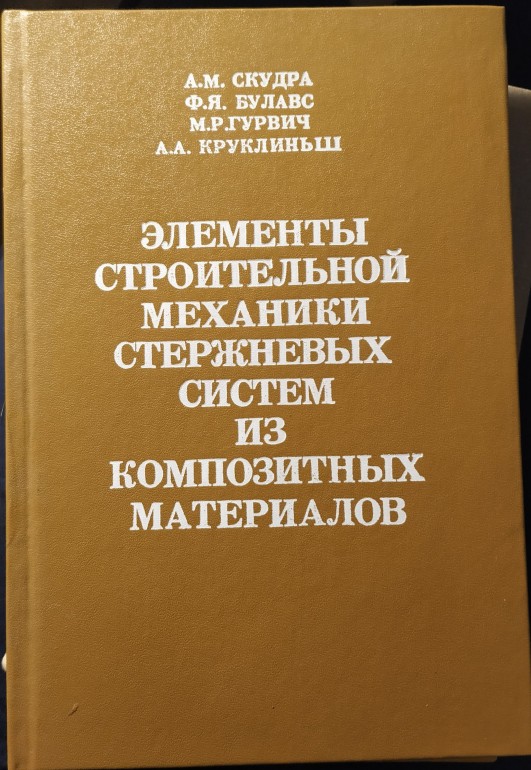 А.М. СКУДРА
Ф.Я. БУЛАВС
М.Р.ГУРВИЧ
А.А. КРУКЛИНЬШ
ЭЛЕМЕНТЫ
СТРОИТЕЛЬНОЙ
МЕХАНИКИ
СТЕРЖНЕВЫХ
СИСТЕМ
ИЗ
КОМПОЗИТНЫХ
МАТЕРИАЛОВ